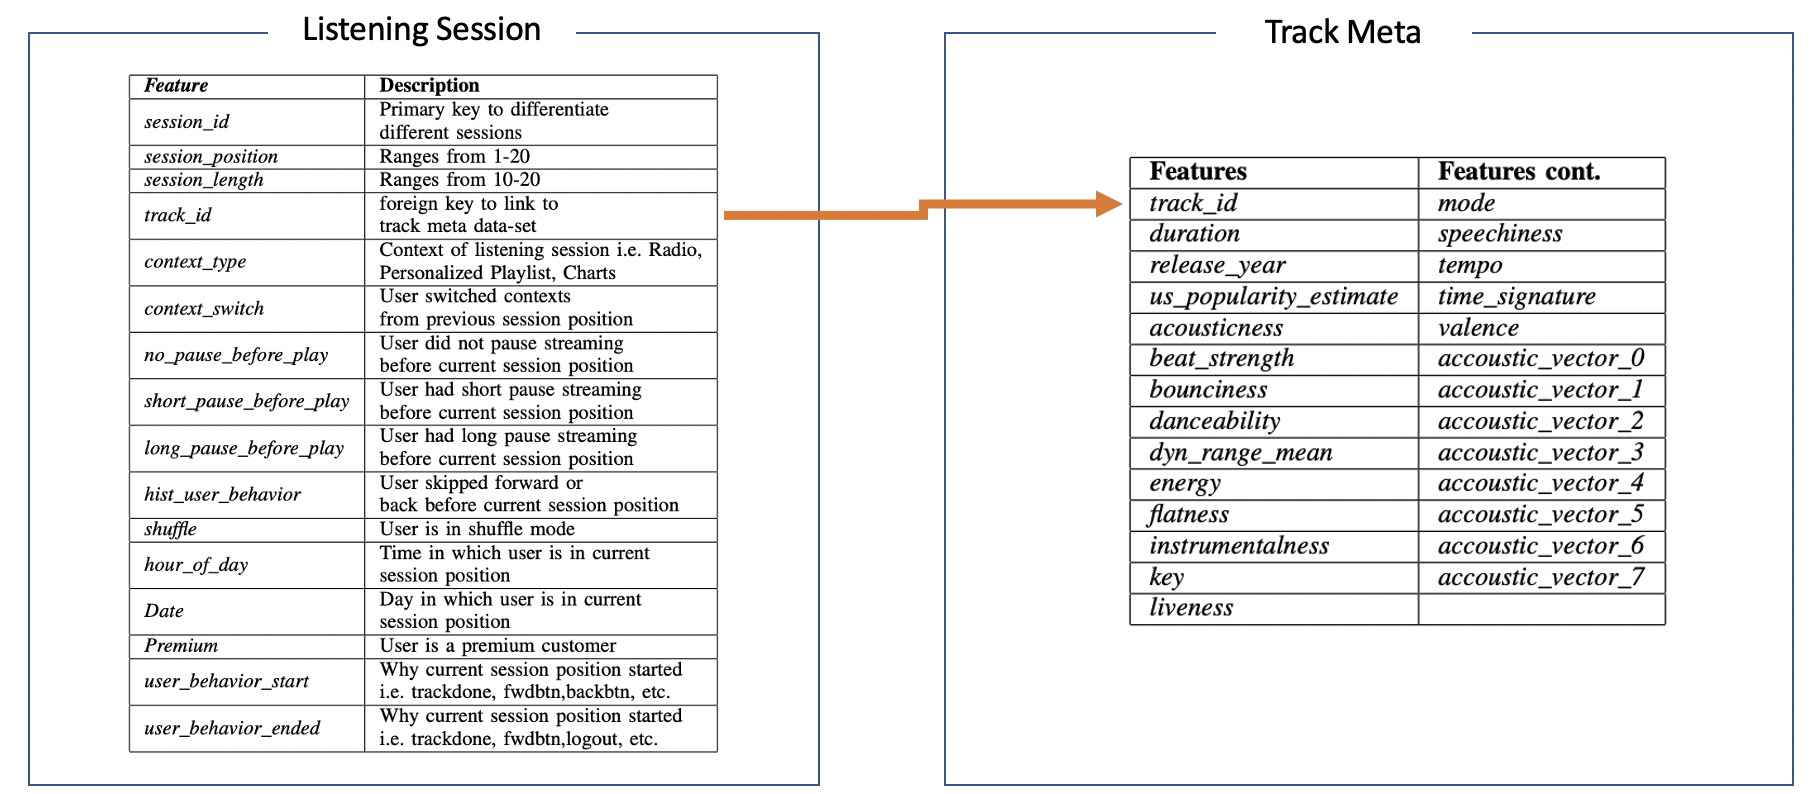 Listening Session
Feature Description
session_id Primary key to differentiate
different sessions
session_position Ranges from 1-20
session_length Ranges from 10-20
track_id foreign key to link to
track meta data-set
context_type Context of listening session i.e. Radio,
Personalized Playlist, Charts
context_switch User switched contexts
from previous session position
no_pause_before_play User did not pause streaming
before current session position
short_pause_before_play User had short pause streaming
before current session position
long_pause_before_play User had long pause streaming
before current session position
hist_user_behavior User skipped forward or
back before current session position
shuffle User is in shuffle mode
hour_of_day Time in which user is in current
session position
Date Day in which user is in current
session position
Premium User is a premium customer
user_behavior_start Why current session position started
i.e. trackdone, fwdbtn,backbtn, etc.
user_behavior_ended Why current session position started
i.e. trackdone, fwdbtn,logout, etc.
Track Meta
Features Features cont.
track_id mode
duration speechiness
release_year tempo
us_popularity_estimate time_signature
acousticness valence
beat_strength accoustic_vector_0
bounciness accoustic_vector_1
danceability accoustic_vector_2
dyn_range_mean accoustic_vector_3
energy accoustic_vector_4
flatness accoustic_vector_5
instrumentalness accoustic_vector_6
key accoustic_vector_7
liveness